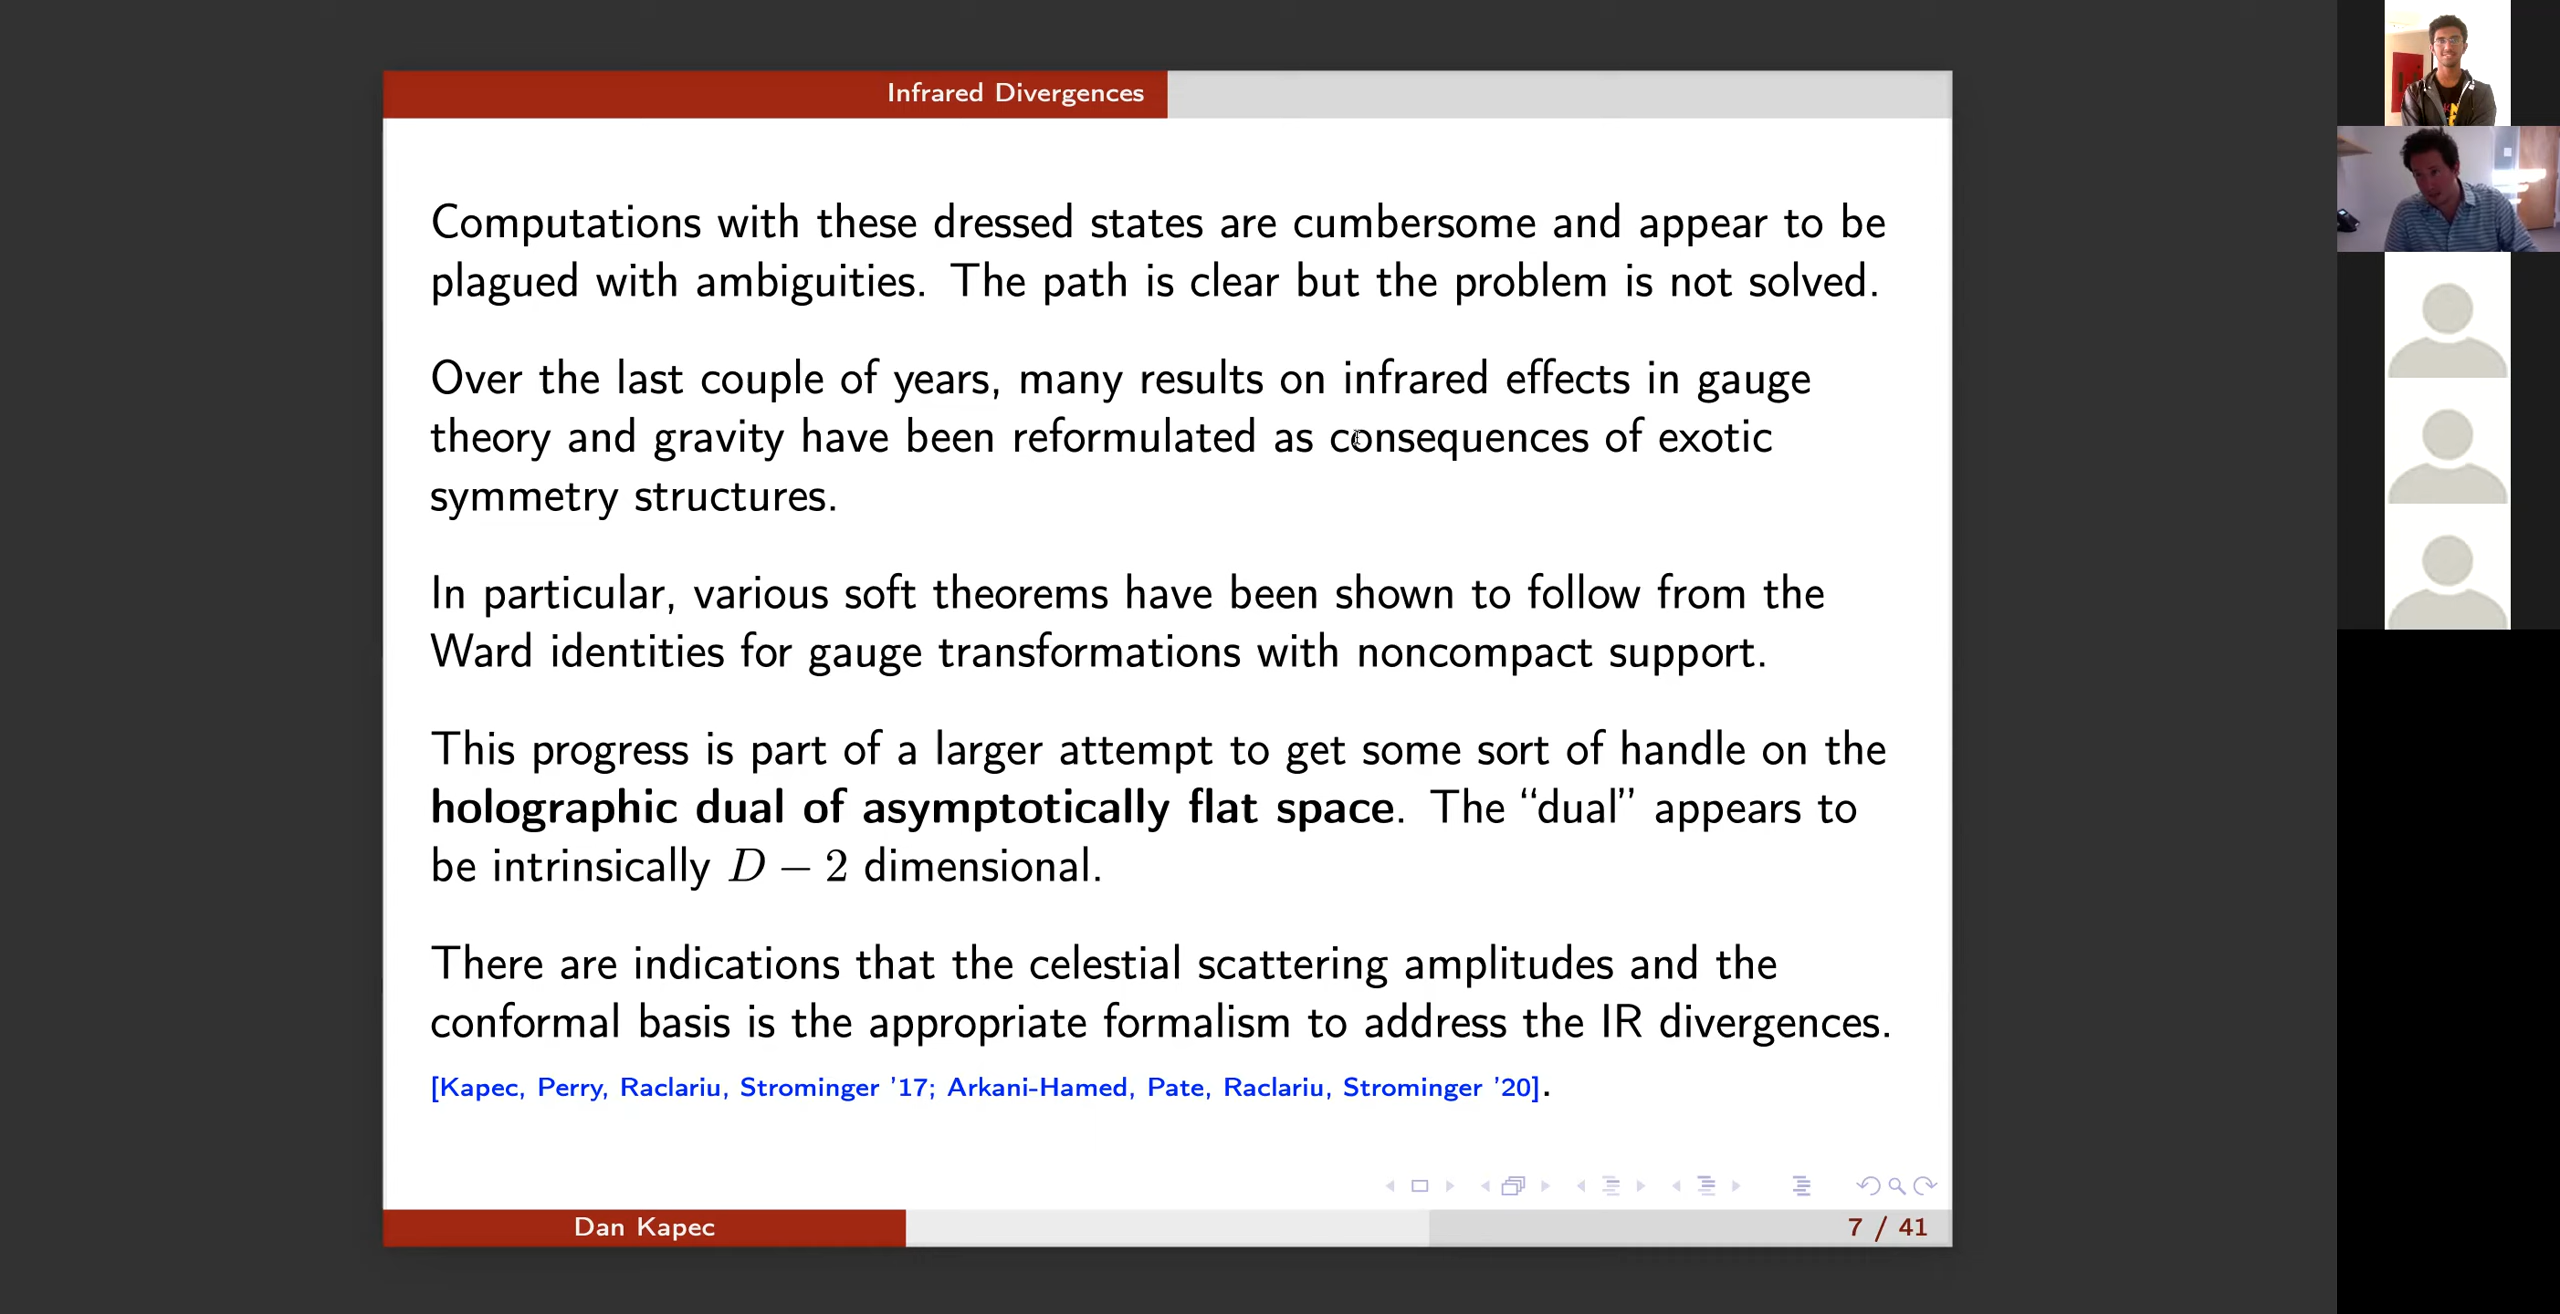 Infrared Divergences
Computations with these dressed states are cumbersome and appear to be
plagued with ambiguities. The path is clear but the problem is not solved.
Over the last couple of years, many results on infrared effects in gauge
theory and gravity have been reformulated as consequences of exotic
symmetry structures.
In particular, various soft theorems have been shown to follow from the
Ward identities for gauge transformations with noncompact support.
This progress is part of a larger attempt to get some sort of handle on the
holographic dual of asymptotically flat space. The “dual” appears to
be intrinsically D − 2 dimensional.
There are indications that the celestial scattering amplitudes and the
conformal basis is the appropriate formalism to address the IR divergences.
[Kapec, Perry, Raclariu, Strominger ’17; Arkani-Hamed, Pate, Raclariu, Strominger ’20].
Dan Kapec
7 / 41